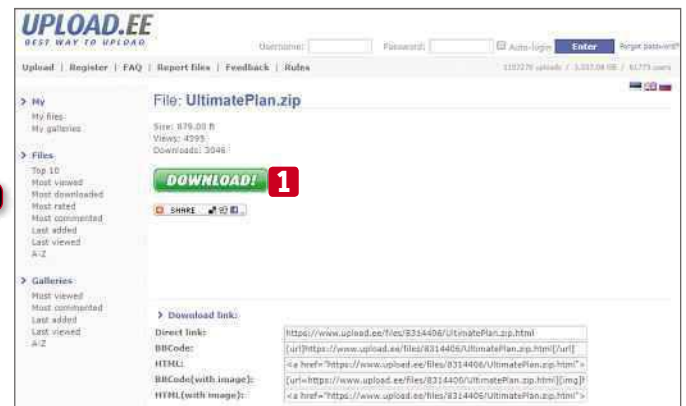 UPLOAD.EE
BEST WAY TO UPLOAD
Username:
Password:
Auto-login
Enter
Forgot password?
Upload | Register | FAQ | Report files | Feedback | Rules
My
My files
My galleries
Files
Top 10
Most viewed
Most downloaded
Most rated
Most commented
Last added
Last viewed
A-Z
Galleries
Most viewed
Most commented
Last added
Last viewed
A-Z
File: UltimatePlan.zip
Size: 879.00 B
Views: 4395
Downloads: 3046
DOWNLOAD!
1
SHARE
Download link:
Direct link: https://www.upload.ee/files/8314406/UltimatePlan.zip.html
BBCode: [url]https://www.upload.ee/files/8314406/UltimatePlan.zip.html[/url]
HTML: <a href="https://www.upload.ee/files/8314406/UltimatePlan.zip.html">
BBCode(with image): [url=https://www.upload.ee/files/8314406/UltimatePlan.zip.html][img]
HTML(with image): <a href="https://www.upload.ee/files/8314406/UltimatePlan.zip.html">